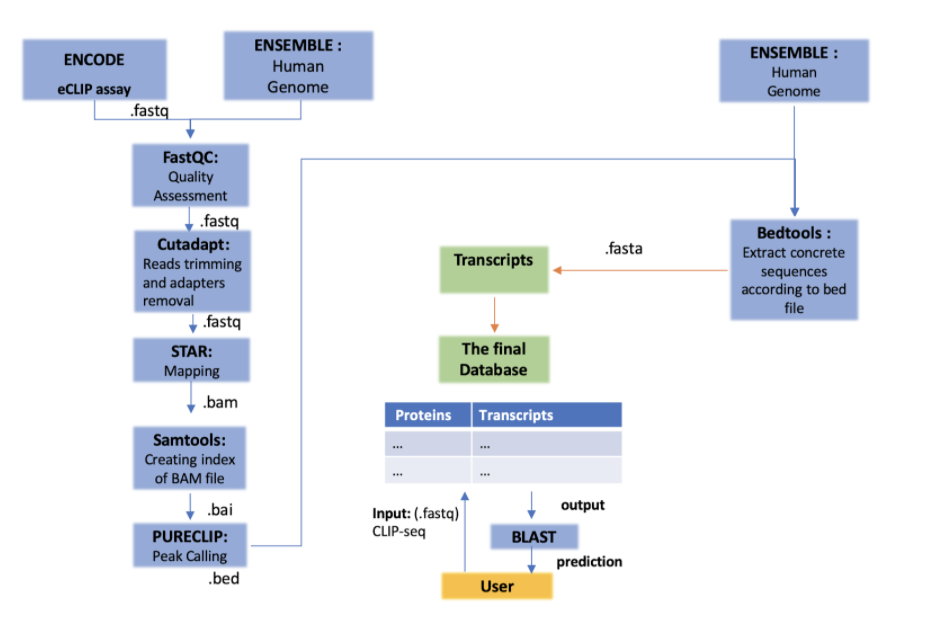 ENCODE
eCLIP assay
ENSEMBLE :
Human
Genome
ENSEMBLE :
Human
Genome
.fastq
FastQC:
Quality
Assessment
.fastq
Cutadapt:
Reads trimming
and adapters
removal
.fastq
STAR:
Mapping
.bam
Samtools:
Creating index
of BAM file
.bai
PURECLIP:
Peak Calling
.bed
Bedtools :
Extract concrete
sequences
according to bed
file
.fasta
Transcripts
The final
Database
Proteins Transcripts
... ...
... ...
Input: (.fastq)
CLIP-seq
output
BLAST
prediction
User